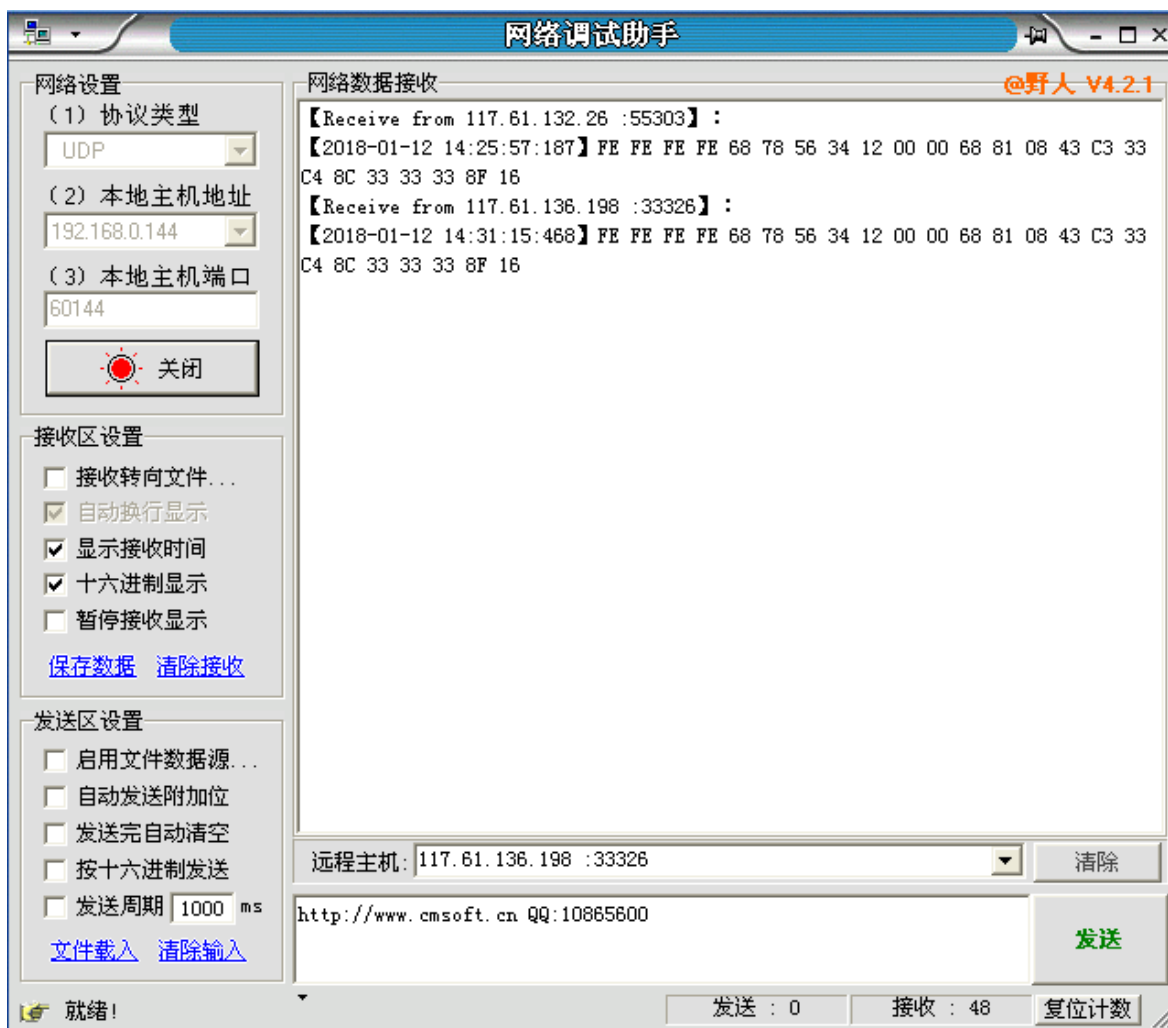 网络调试助手
网络设置
(1) 协议类型
UDP
(2) 本地主机地址
192.168.0.144
(3) 本地主机端口
60144
关闭
接收区设置
接收转向文件...
自动换行显示
显示接收时间
十六进制显示
暂停接收显示
保存数据 清除接收
发送区设置
启用文件数据源...
自动发送附加位
发送完自动清空
按十六进制发送
发送周期 1000 ms
文件载入 清除输入
网络数据接收
@野人 V4.2.1
【Receive from 117.61.132.26 :55303】:
【2018-01-12 14:25:57:187】FE FE FE FE 68 78 56 34 12 00 00 68 81 08 43 C3 33
C4 8C 33 33 33 8F 16
【Receive from 117.61.136.198 :33326】:
【2018-01-12 14:31:15:468】FE FE FE FE 68 78 56 34 12 00 00 68 81 08 43 C3 33
C4 8C 33 33 33 8F 16
远程主机: 117.61.136.198 :33326
清除
http://www.cmsoft.cn QQ:10865600
发送
就绪!
发送 : 0
接收 : 48
复位计数